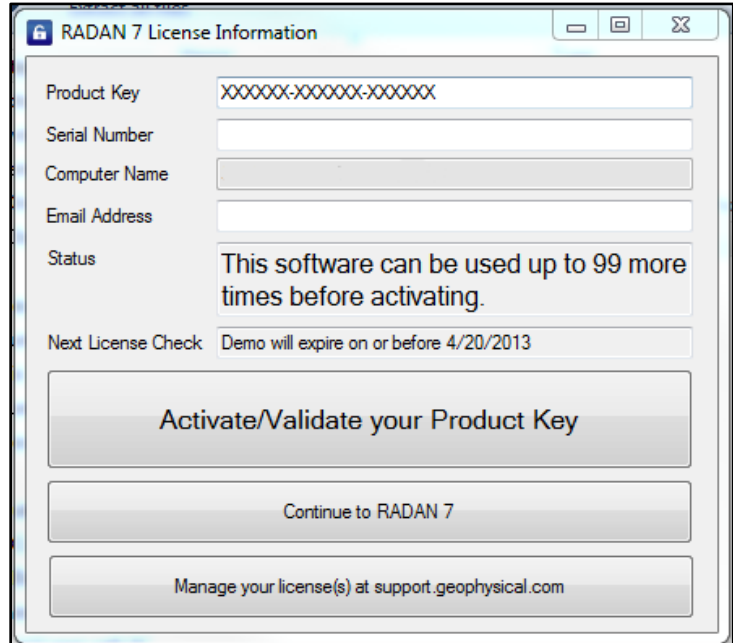 RADAN 7 License Information
Product Key XXXXXX-XXXXXX-XXXXXX
Serial Number
Computer Name
Email Address
Status This software can be used up to 99 more
times before activating.
Next License Check Demo will expire on or before 4/20/2013
Activate/Validate your Product Key
Continue to RADAN 7
Manage your license(s) at support.geophysical.com